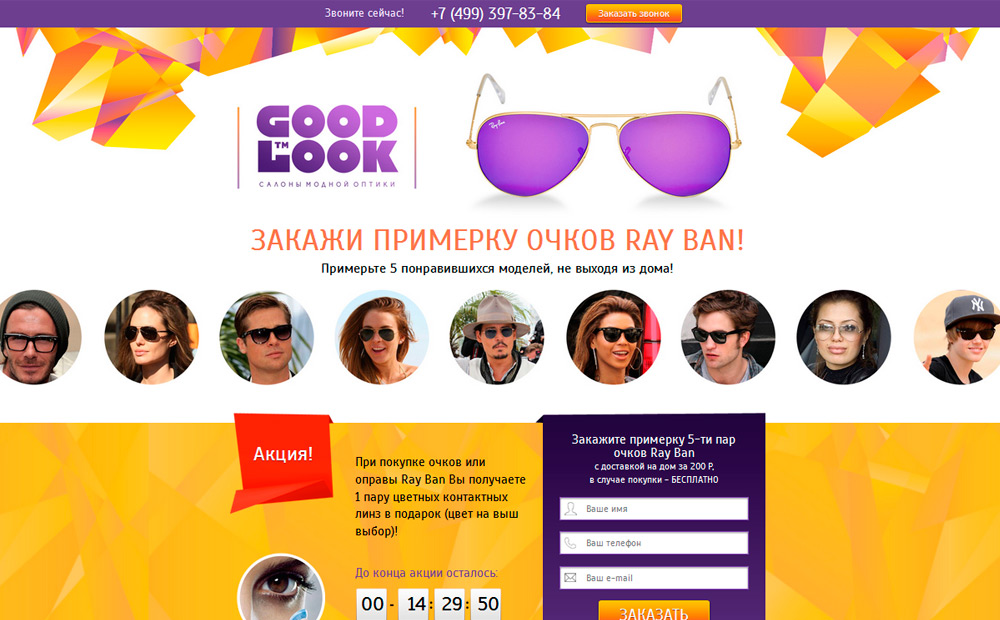 Звоните сейчас! +7 (499) 397-83-84 Заказать звонок
GOOD
LOOK
TM
САЛОНЫ МОДНОЙ ОПТИКИ
Ray Ban
ЗАКАЖИ ПРИМЕРКУ ОЧКОВ RAY BAN!
Примерьте 5 понравившихся моделей, не выходя из дома!
NY
Акция!
При покупке очков или
оправы Ray Ban Вы получаете
1 пару цветных контактных
линз в подарок (цвет на выш
выбор)!
До конца акции осталось:
00 - 14 : 29 : 50
Закажите примерку 5-ти пар
очков Ray Ban
с доставкой на дом за 200 Р,
в случае покупки - БЕСПЛАТНО
Ваше имя
Ваш телефон
Ваш e-mail
ЗАКАЗАТЬ